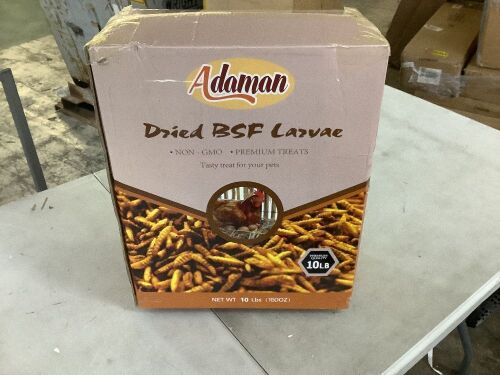 Adaman
Dried BSF Larvae
• NON - GMO • PREMIUM TREATS
Tasty treat for your pets
10LB
NET WT 10 Lbs (160OZ)